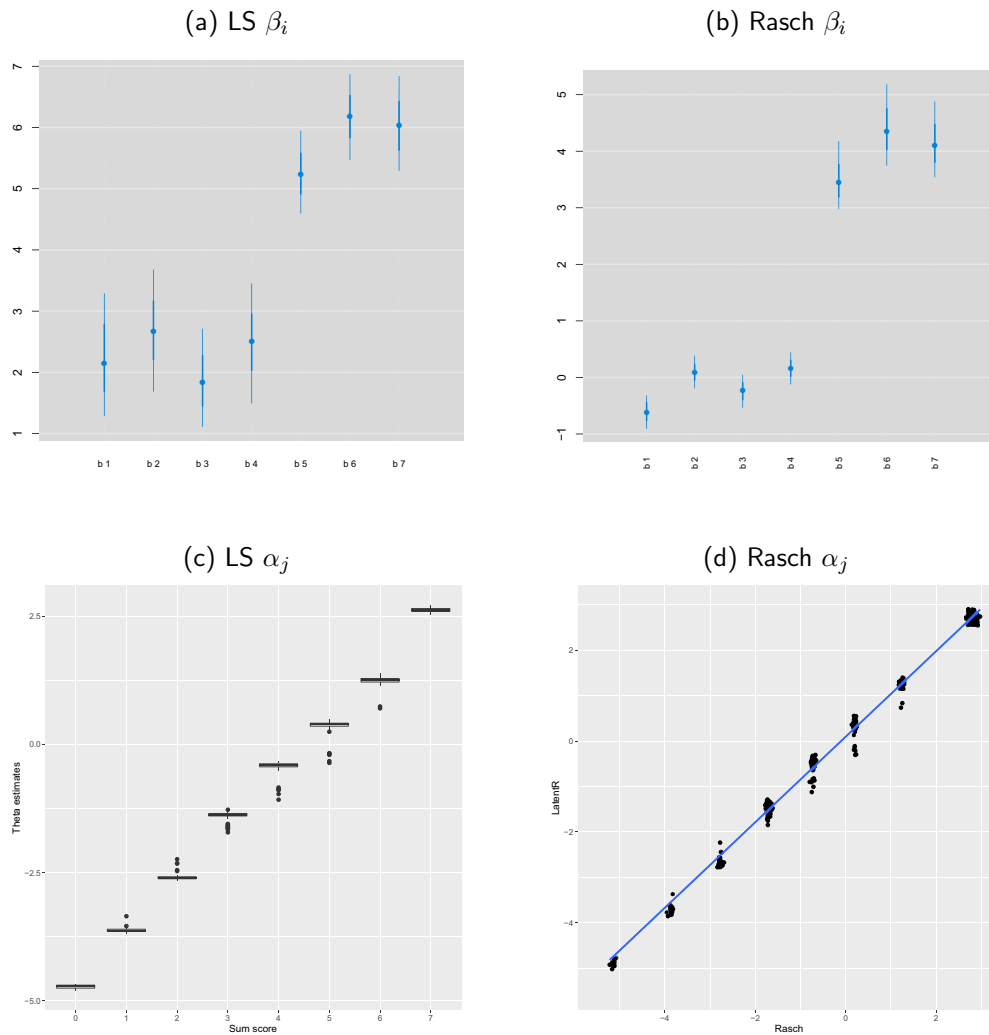 (a) LS βi
7
6
5
4
3
2
1
b 1 b 2 b 3 b 4 b 5 b 6 b 7
(b) Rasch βi
5
4
3
2
1
0
−1
b 1 b 2 b 3 b 4 b 5 b 6 b 7
(c) LS αj
Theta estimates
2.5
0.0
−2.5
−5.0
0 1 2 3 4 5 6 7
Sum score
(d) Rasch αj
LatentR
2
0
−2
−4
−4 −2 0 2
Rasch